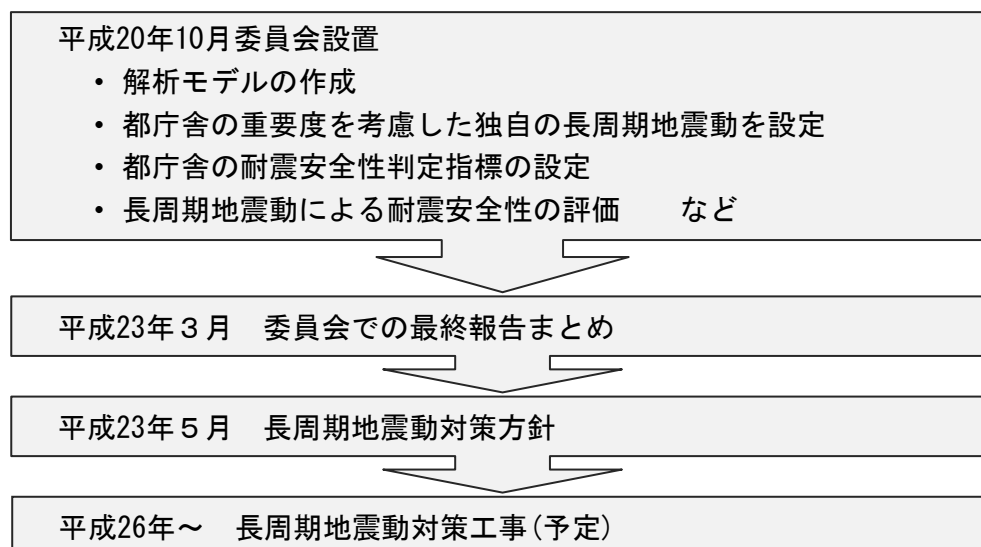 平成20年10月委員会設置
・ 解析モデルの作成
・ 都庁舎の重要度を考慮した独自の長周期地震動を設定
・ 都庁舎の耐震安全性判定指標の設定
・ 長周期地震動による耐震安全性の評価　　など
平成23年３月　委員会での最終報告まとめ
平成23年５月　長周期地震動対策方針
平成26年～　長周期地震動対策工事(予定)